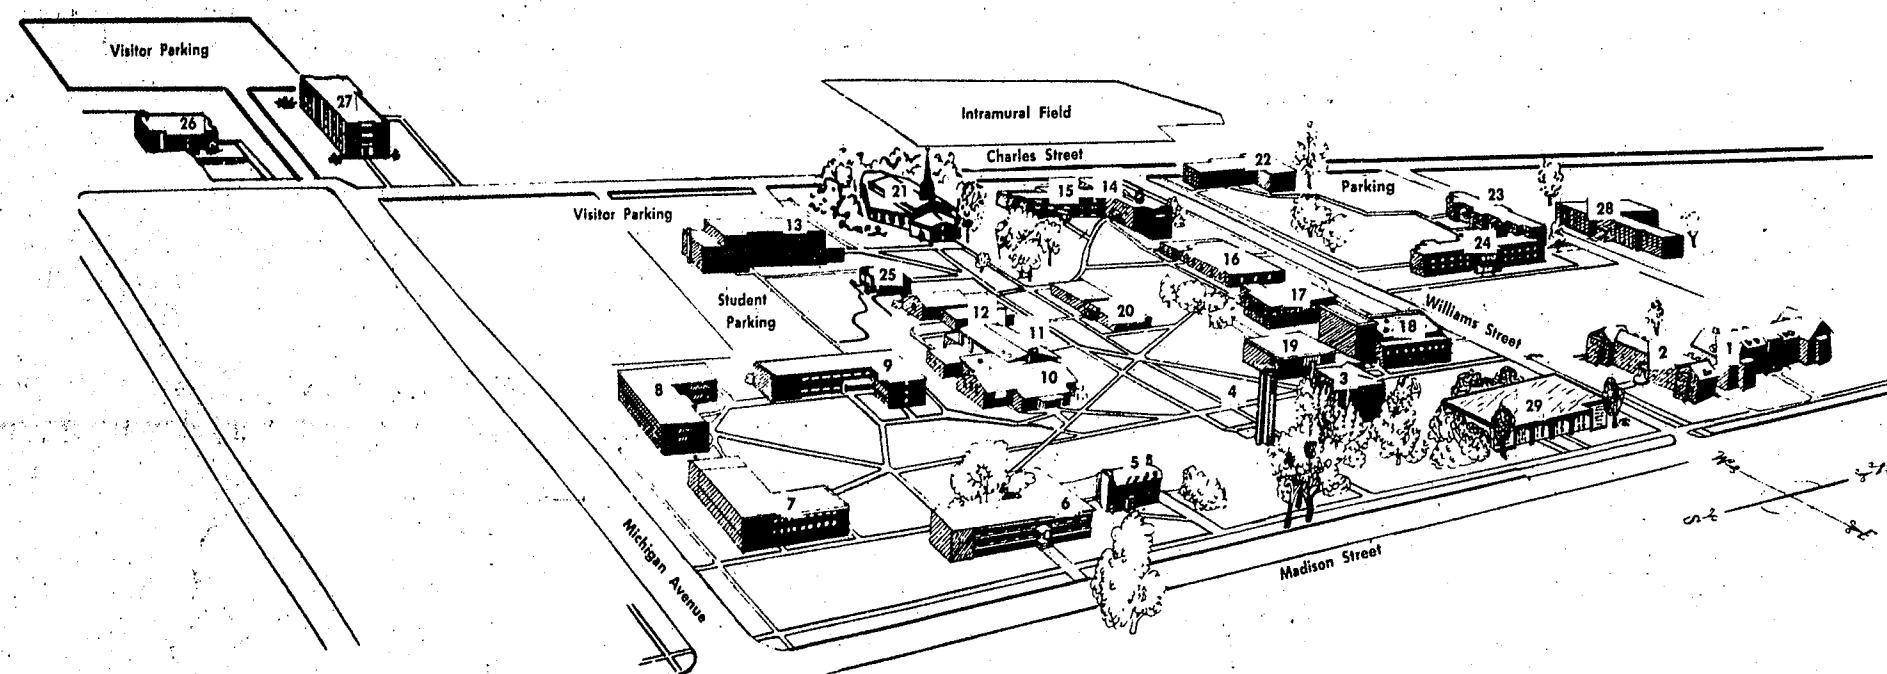 Visitor Parking
27
26
Intramural Field
Charles Street
22
Parking
21
15
14
23
28
Visitor Parking
13
24
16
25
17
Student
Parking
12
20
11
Williams Street
18
19
2
1
9
8
10
4
3
29
5
6
7
Michigan Avenue
Madison Street